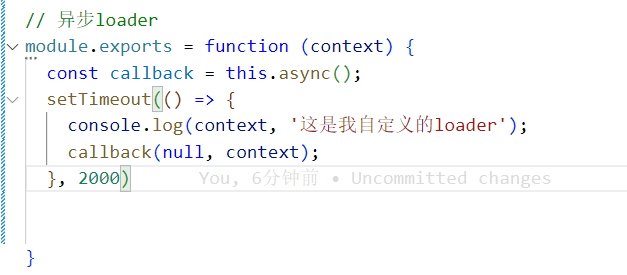 // 异步loader
module.exports = function (context) {
  const callback = this.async();
  setTimeout(() => {
    console.log(context, '这是我自定义的loader');
    callback(null, context);
  }, 2000)      You, 6分钟前 • Uncommitted changes
}